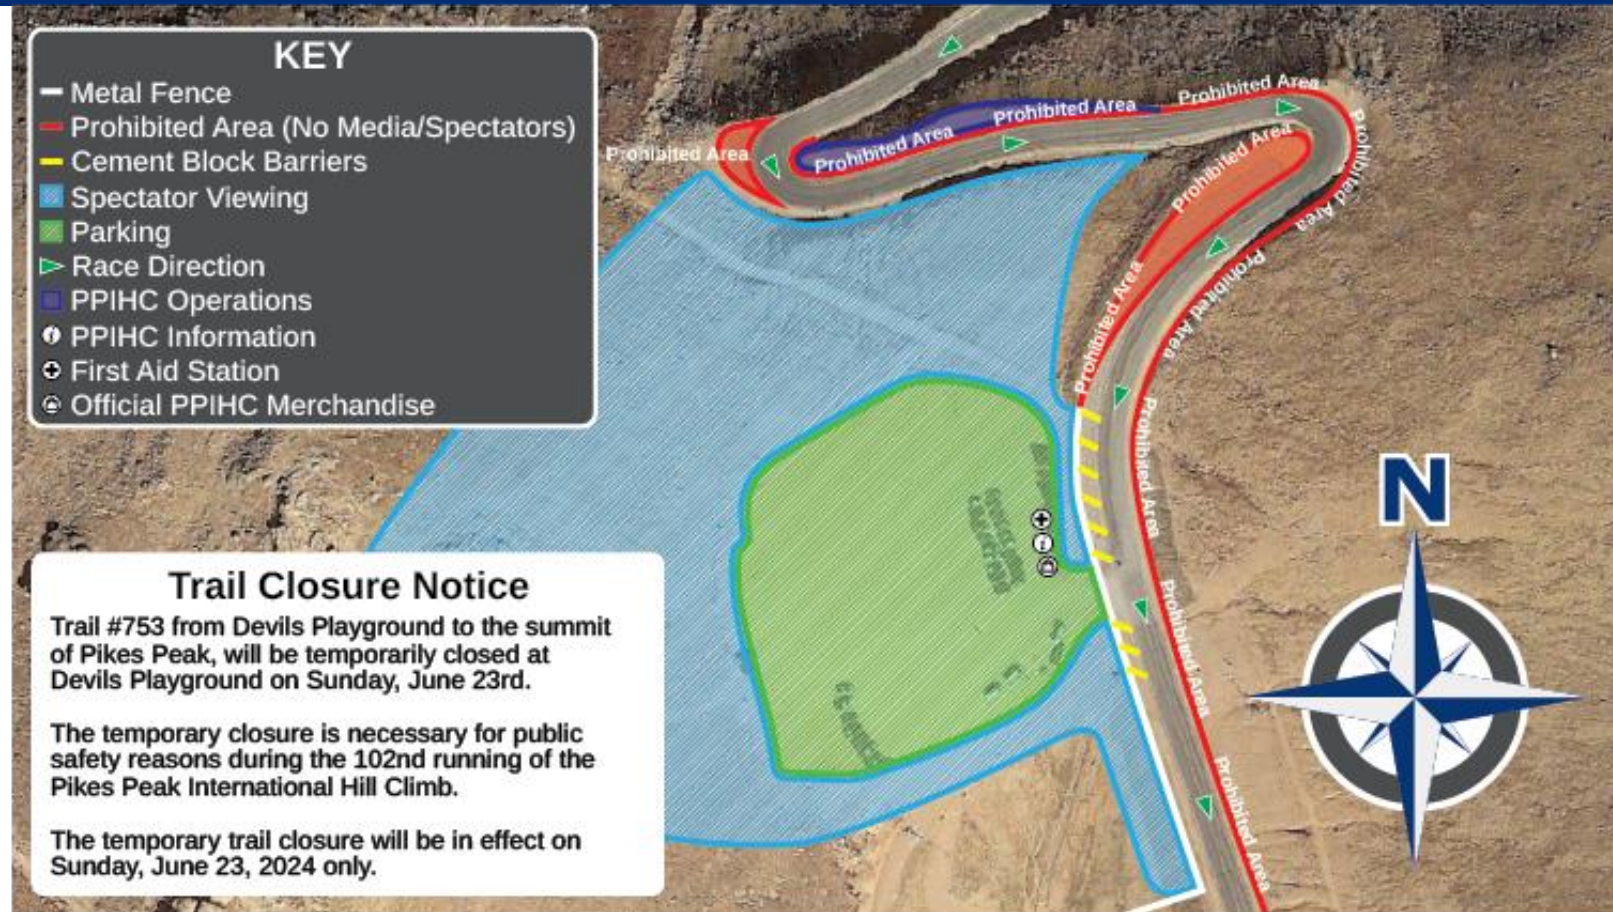 KEY
Metal Fence
Prohibited Area (No Media/Spectators)
Cement Block Barriers
Spectator Viewing
Parking
Race Direction
PPIHC Operations
PPIHC Information
First Aid Station
Official PPIHC Merchandise
Prohibited Area
Prohibited Area
Prohibited Area
Prohibited Area
Prohibited Area
Prohibited Area
Prohibited Area
Prohibited Area
Prohibited Area
Prohibited Area
Prohibited Area
Prohibited Area
Prohibited Area
N
Trail Closure Notice
Trail #753 from Devils Playground to the summit
of Pikes Peak, will be temporarily closed at
Devils Playground on Sunday, June 23rd.
The temporary closure is necessary for public
safety reasons during the 102nd running of the
Pikes Peak International Hill Climb.
The temporary trail closure will be in effect on
Sunday, June 23, 2024 only.